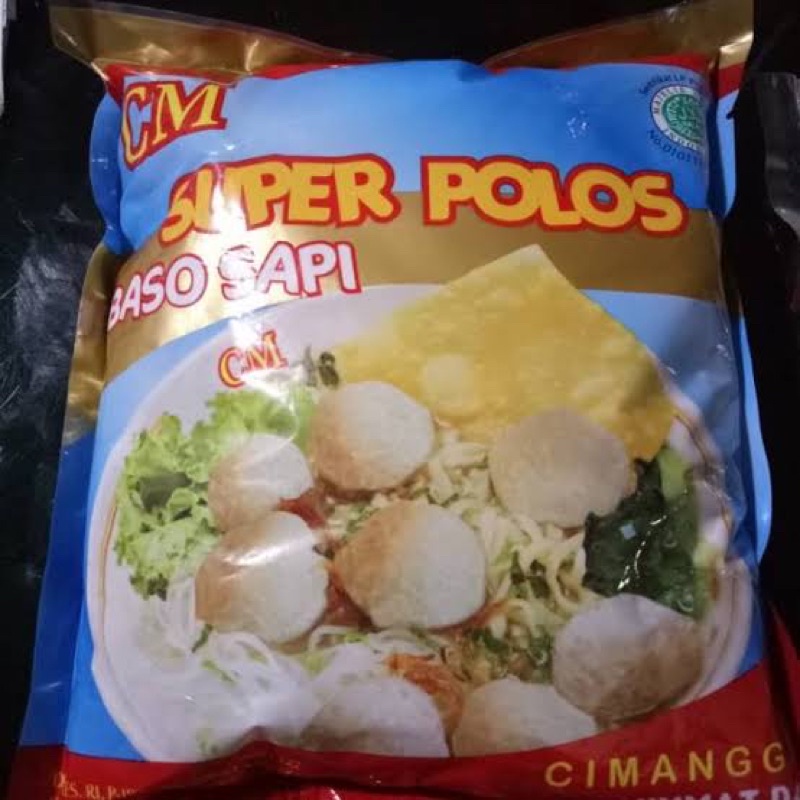 CM
SUPER POLOS
BASO SAPI
CM
CIMANGG